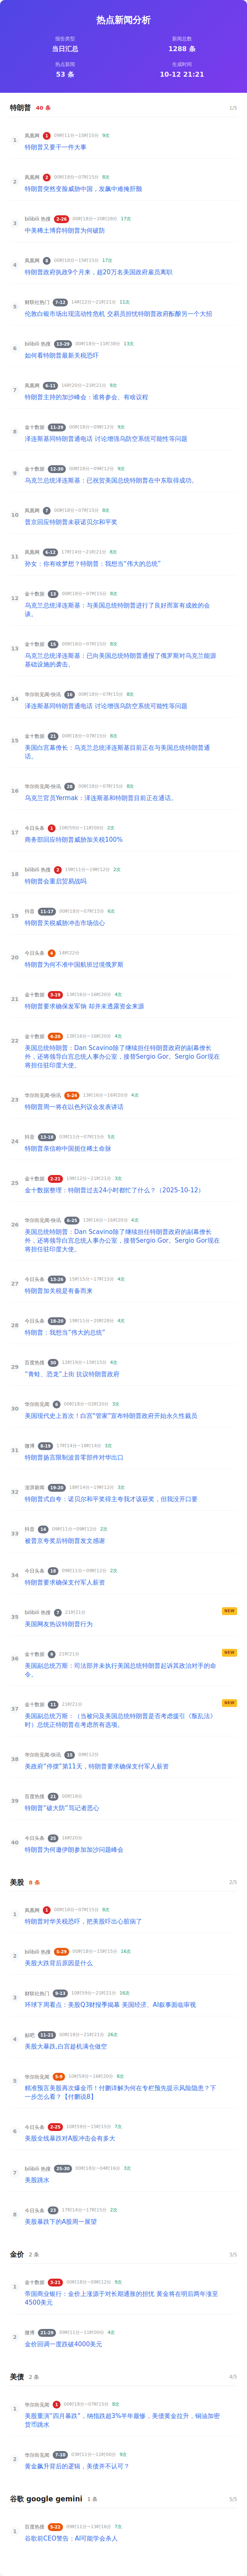 热点新闻分析
报告类型
新闻总数
当日汇总
1288 条
热点新闻
生成时间
53 条
10-12 21:21
特朗普 40 条 1/5
1
凤凰网 1 09时11分~15时15分 9次
特朗普又要干一件大事
2
凤凰网 2 00时18分~07时15分 8次
特朗普突然变脸威胁中国，发飙中难掩肝颤
3
bilibili 热搜 2-26 00时18分~20时28分 17次
中美稀土博弈特朗普为何破防
4
凤凰网 8 00时18分~15时15分 17次
特朗普政府执政9个月来，超20万名美国政府雇员离职
5
财联社热门 7-12 14时22分~21时21分 11次
伦敦白银市场出现流动性危机 交易员担忧特朗普政府酝酿另一个大招
6
bilibili 热搜 13-29 00时18分~11时38分 13次
如何看特朗普最新关税恐吓
7
凤凰网 6-11 16时20分~21时21分 8次
特朗普主持的加沙峰会：谁将参会、有啥议程
8
金十数据 11-29 00时18分~09时12分 9次
泽连斯基同特朗普通电话 讨论增强乌防空系统可能性等问题
9
金十数据 12-30 00时18分~09时12分 9次
乌克兰总统泽连斯基：已祝贺美国总统特朗普在中东取得成功。
10
凤凰网 7 00时18分~07时15分 8次
普京回应特朗普未获诺贝尔和平奖
11
凤凰网 6-12 17时14分~21时21分 8次
孙女：你有啥梦想？特朗普：我想当“伟大的总统”
12
金十数据 13 00时18分~07时15分 8次
乌克兰总统泽连斯基：与美国总统特朗普进行了良好而富有成效的会
谈。
13
金十数据 15 00时18分~07时15分 8次
乌克兰总统泽连斯基：已向美国总统特朗普通报了俄罗斯对乌克兰能源
基础设施的袭击。
14
华尔街见闻-快讯 16 00时18分~07时15分 8次
泽连斯基同特朗普通电话 讨论增强乌防空系统可能性等问题
15
金十数据 21 00时18分~07时15分 8次
美国白宫幕僚长：乌克兰总统泽连斯基目前正在与美国总统特朗普通
话。
16
华尔街见闻-快讯 26 00时18分~07时15分 8次
乌克兰官员Yermak：泽连斯基和特朗普目前正在通话。
17
今日头条 1 10时59分~11时09分 2次
商务部回应特朗普威胁加关税100%
18
bilibili 热搜 2 19时11分~19时12分 2次
特朗普会重启贸易战吗
19
抖音 11-17 00时18分~07时15分 6次
特朗普关税威胁冲击市场信心
20
今日头条 4 14时22分
特朗普为何不准中国航班过境俄罗斯
21
金十数据 3-19 13时16分~16时20分 4次
特朗普要求确保发军饷 却并未透露资金来源
22
金十数据 4-20 13时16分~16时20分 4次
美国总统特朗普：Dan Scavino除了继续担任特朗普政府的副幕僚长
外，还将领导白宫总统人事办公室，接替Sergio Gor、Sergio Gor现在
将担任驻印度大使。
23
华尔街见闻-快讯 5-24 13时16分~16时20分 4次
特朗普周一将在以色列议会发表讲话
24
抖音 13-18 03时11分~07时15分 5次
特朗普亲信称中国扼住稀土命脉
25
金十数据 2-21 19时12分~21时21分 3次
金十数据整理：特朗普过去24小时都忙了什么？（2025-10-12）
26
华尔街见闻-快讯 6-25 13时16分~16时20分 4次
美国总统特朗普：Dan Scavino除了继续担任特朗普政府的副幕僚长
外，还将领导白宫总统人事办公室，接替Sergio Gor、Sergio Gor现在
将担任驻印度大使。
27
今日头条 13-26 15时15分~17时15分 4次
特朗普加关税是有备而来
28
今日头条 18-20 19时11分~20时28分 4次
特朗普：我想当“伟大的总统”
29
百度热搜 30 12时14分~15时15分 4次
“青蛙、恐龙”上街 抗议特朗普政府
30
华尔街见闻 6 00时18分~02时50分 3次
美国现代史上首次！白宫“管家”宣布特朗普政府开始永久性裁员
31
微博 8-19 17时14分~18时14分 3次
特朗普扬言限制波音零部件对华出口
32
澎湃新闻 19-20 18时14分~19时12分 3次
特朗普式自夸：诺贝尔和平奖得主夸我才该获奖，但我没开口要
33
抖音 16 09时11分~09时12分 2次
被普京夸奖后特朗普发文感谢
34
今日头条 18 09时11分~09时12分 2次
特朗普要求确保支付军人薪资
35
bilibili 热搜 7 21时21分 NEW
美国网友热议特朗普行为
36
金十数据 9 21时21分 NEW
美国副总统万斯：司法部并未执行美国总统特朗普起诉其政治对手的命
令。
37
金十数据 11 21时21分 NEW
美国副总统万斯：（当被问及美国总统特朗普是否考虑援引《叛乱法》
时）总统正特朗普在考虑所有选项。
38
华尔街见闻-快讯 15 09时12分
美政府“停摆”第11天，特朗普要求确保支付军人薪资
39
百度热搜 21 00时18分
特朗普“破大防”骂记者恶心
40
今日头条 25 16时20分
特朗普为何邀伊朗参加加沙问题峰会
美股 8 条 2/5
1
凤凰网 1 00时18分~07时15分 8次
特朗普对华关税恐吓，把美股吓出心脏病了
2
bilibili 热搜 5-29 00时18分~15时15分 16次
美股大跌背后原因是什么
3
财联社热门 9-13 10时59分~21时21分 16次
环球下周看点：美股Q3财报季揭幕 美国经济、AI叙事面临审视
4
贴吧 11-21 00时18分~21时21分 26次
美股大暴跌,白宫趁机满仓做空
5
华尔街见闻 5-9 10时59分~16时20分 8次
精准预言美股再次爆金币！付鹏详解为何在专栏预先提示风险隐患？下
一步怎么看？【付鹏说8】
6
今日头条 2-25 10时59分~15时15分 7次
美股全线暴跌对A股冲击会有多大
7
bilibili 热搜 25-30 00时18分~04时16分 3次
美股跳水
8
今日头条 23 17时14分~17时15分 2次
美股暴跌下的A股周一展望
金价 2 条 3/5
1
金十数据 3-21 00时18分~09时12分 9次
帝国商业银行：金价上涨源于对长期通胀的担忧 黄金将在明后两年涨至
4500美元
2
微博 21-29 09时11分~11时09分 4次
金价回调一度跌破4000美元
美债 2 条 4/5
1
华尔街见闻 1 00时18分~07时15分 8次
美股重演“四月暴跌”，纳指跌超3%半年最惨，美债黄金拉升，铜油加密
货币跳水
2
华尔街见闻 7-10 03时11分~12时00分 9次
黄金飙升背后的逻辑，美债并不认可？
谷歌 google gemini 1 条 5/5
1
百度热搜 5-22 09时11分~23时16分 7次
谷歌前CEO警告：AI可能学会杀人